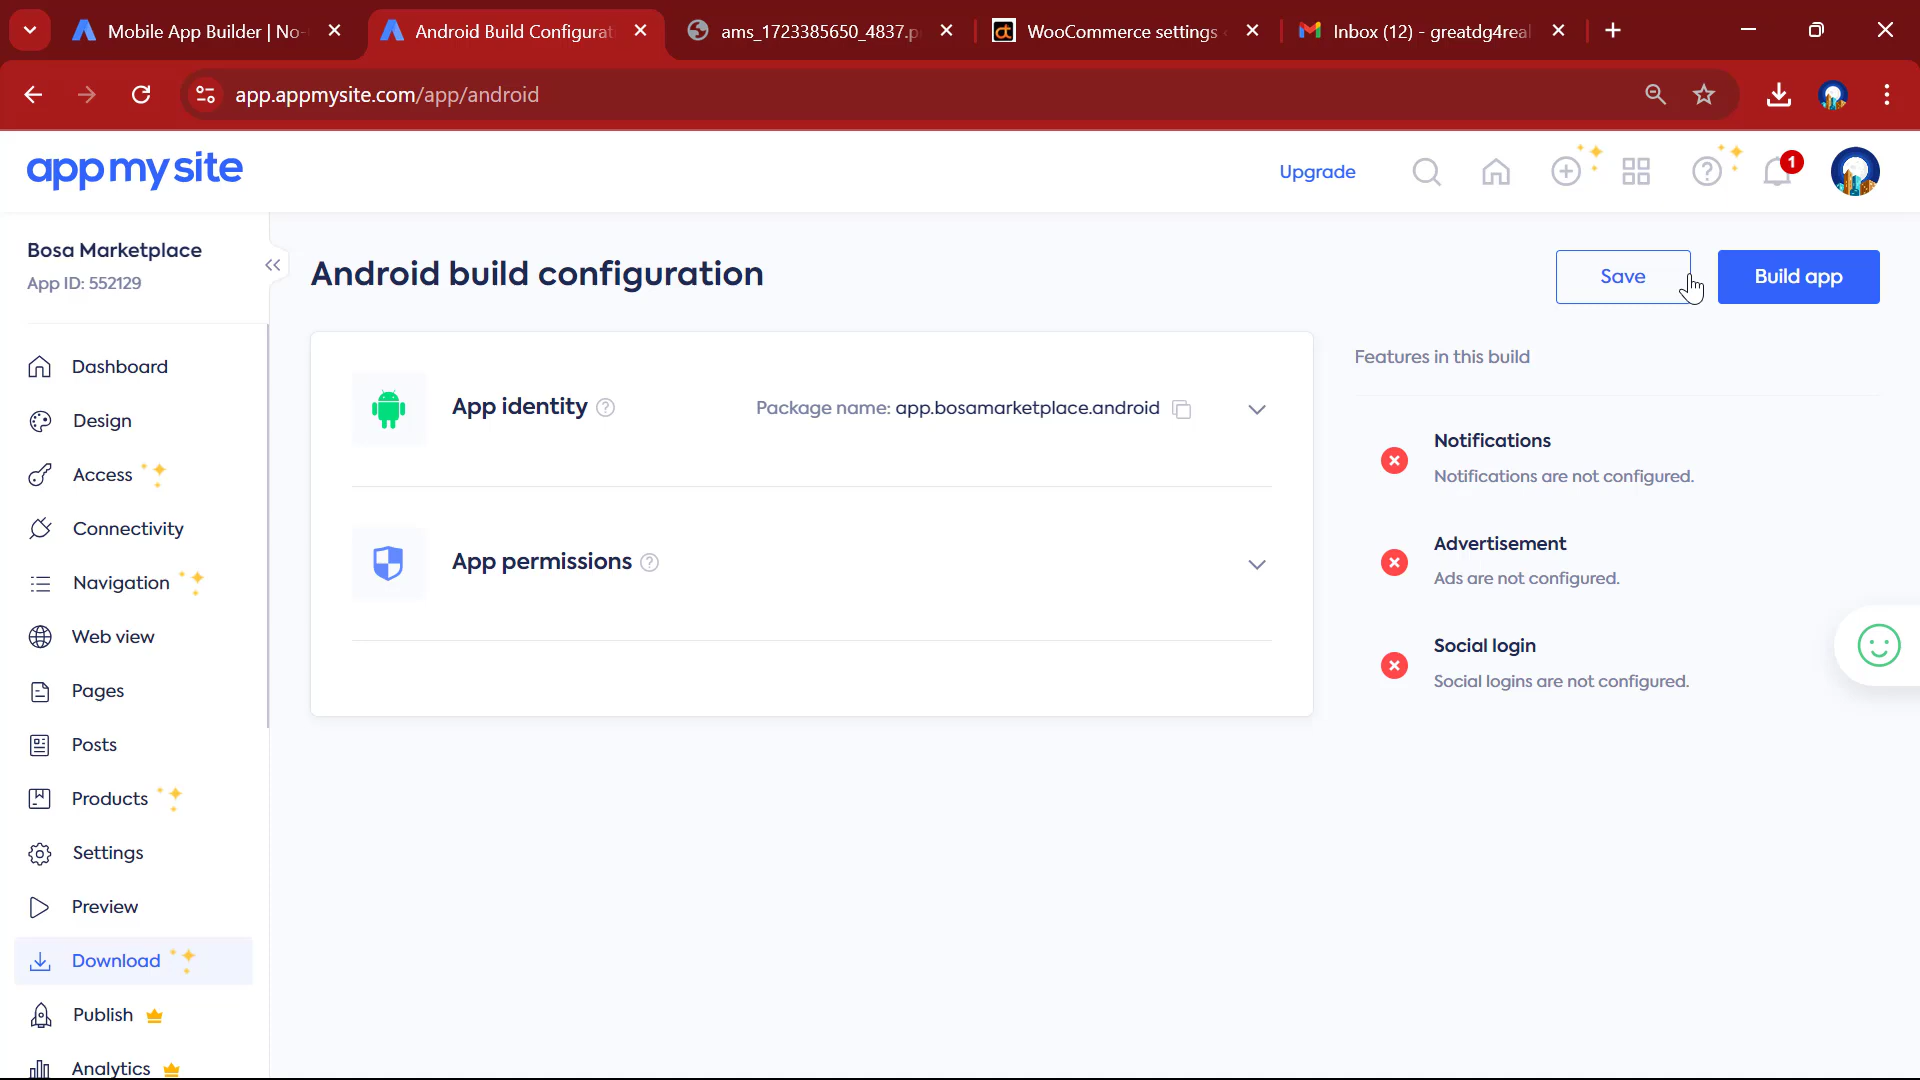 Mobile App Builder | No-
Android Build Configurat
ams_1723385650_4837.p
WooCommerce settings
Inbox (12) - greatdg4real
app.appmysite.com/app/android
appmysite
Upgrade
1
Bosa Marketplace
App ID: 552129
Dashboard
Design
Access
Connectivity
Navigation
Web view
Pages
Posts
Products
Settings
Preview
Download
Publish
Analytics
Android build configuration
Save
Build app
App identity
Package name: app.bosamarketplace.android
App permissions
Features in this build
Notifications
Notifications are not configured.
Advertisement
Ads are not configured.
Social login
Social logins are not configured.